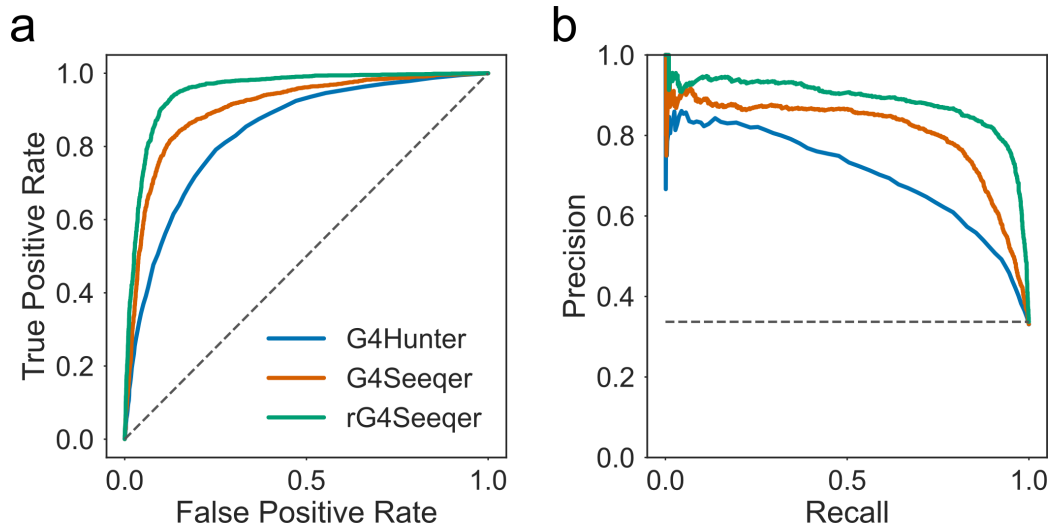 a
True Positive Rate
1.0
0.8
0.6
0.4
0.2
0.0
G4Hunter
G4Seeqer
rG4Seeqer
0.0 0.5 1.0
False Positive Rate
b
Precision
1.0
0.8
0.6
0.4
0.2
0.0
0.0 0.5 1.0
Recall